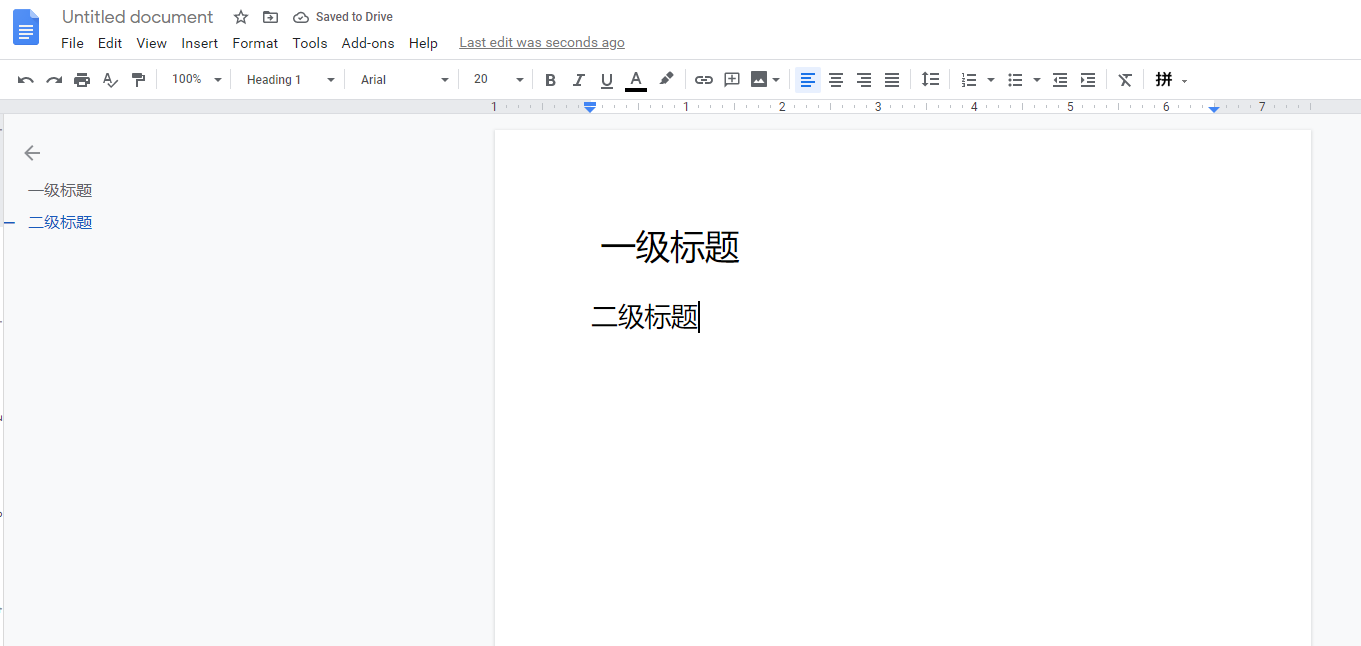 Untitled document Saved to Drive
File Edit View Insert Format Tools Add-ons Help Last edit was seconds ago
100% Heading 1 Arial 20 B I U A 拼
1 1 2 3 4 5 6 7
一级标题
二级标题
一级标题
二级标题